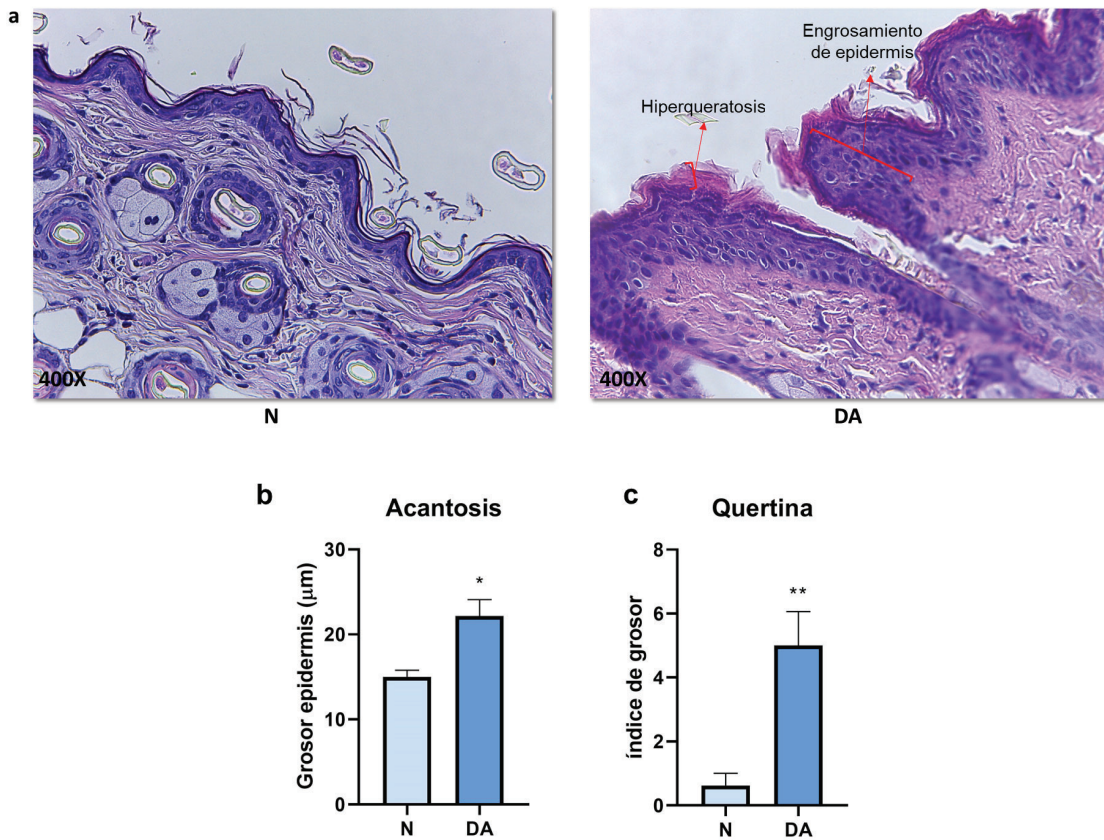 a
Engrosamiento
de epidermis
Hiperqueratosis
400X
400X
N
DA
b
Acantosis
c
Quertina
30
20
10
0
Grosor epidermis (μm)
*
N
DA
8
6
4
2
0
índice de grosor
**
N
DA